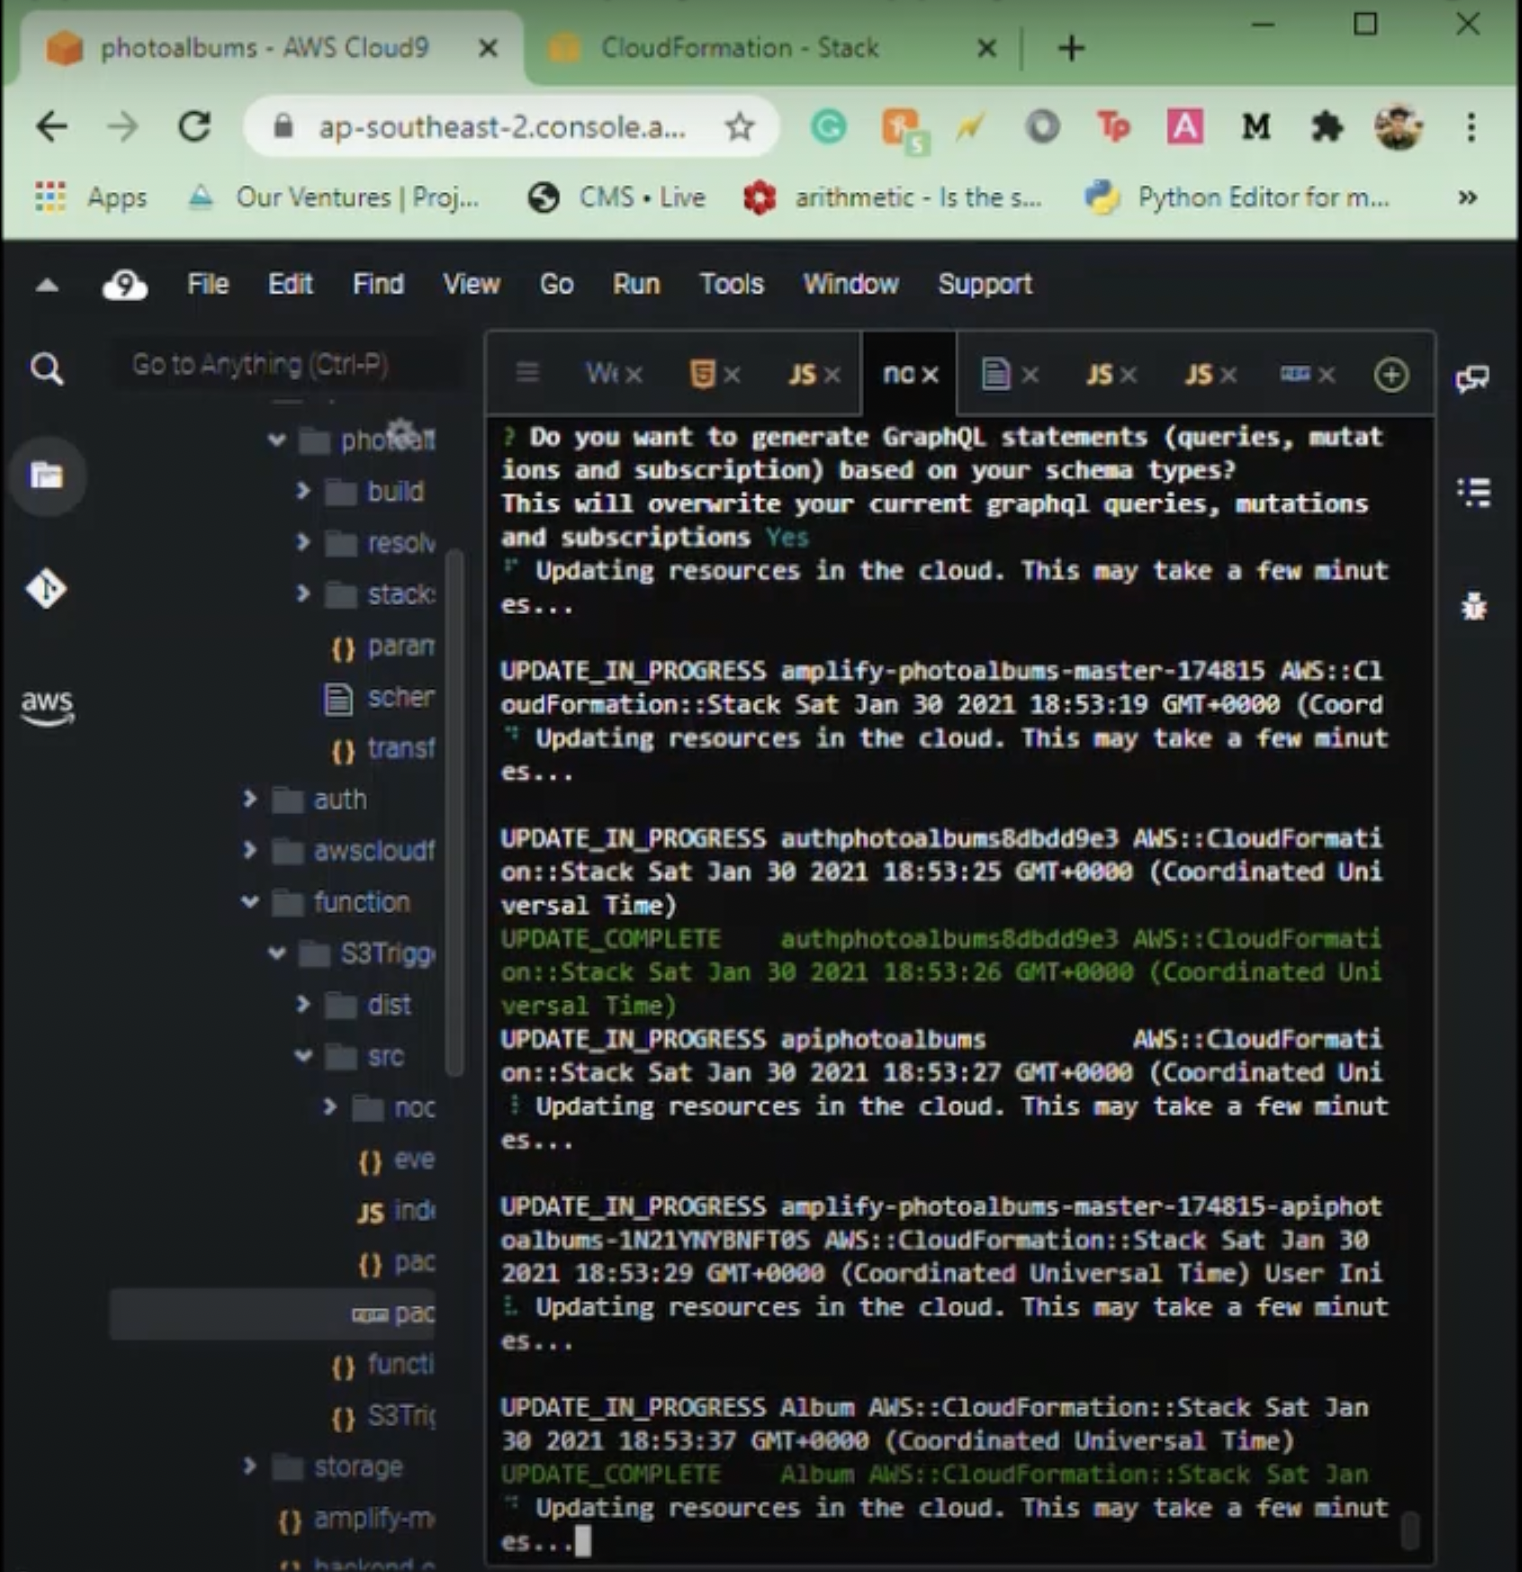 photoalbums - AWS Cloud9
CloudFormation - Stack
ap-southeast-2.console.a...
5
Tp
A
M
Apps
Our Ventures | Proj...
CMS • Live
arithmetic - Is the s...
Python Editor for m...
9
File Edit Find View Go Run Tools Window Support
Go to Anything (Ctrl-P)
JS
JS
JS
build
resolv
stack
param
schem
transf
aws
auth
awscloudf
function
S3Trigg
dist
src
eve
JS
pac
pac
functi
S3Trig
storage
amplify-m
backend-c
? Do you want to generate GraphQL statements (queries, mutat
ions and subscription) based on your schema types?
This will overwrite your current graphql queries, mutations
and subscriptions Yes
Updating resources in the cloud. This may take a few minut
es...
UPDATE_IN_PROGRESS amplify-photoalbums-master-174815 AWS::Cl
oudFormation::Stack Sat Jan 30 2021 18:53:19 GMT+0000 (Coord
Updating resources in the cloud. This may take a few minut
es...
UPDATE_IN_PROGRESS authphotoalbums8dbdd9e3 AWS::CloudFormati
on::Stack Sat Jan 30 2021 18:53:25 GMT+0000 (Coordinated Uni
versal Time)
UPDATE_COMPLETE authphotoalbums8dbdd9e3 AWS::CloudFormati
on::Stack Sat Jan 30 2021 18:53:26 GMT+0000 (Coordinated Uni
versal Time)
UPDATE_IN_PROGRESS apiphotoalbums AWS::CloudFormati
on::Stack Sat Jan 30 2021 18:53:27 GMT+0000 (Coordinated Uni
Updating resources in the cloud. This may take a few minut
es...
UPDATE_IN_PROGRESS amplify-photoalbums-master-174815-apiphot
oalbums-1N21YNYBNFT0S AWS::CloudFormation::Stack Sat Jan 30
2021 18:53:29 GMT+0000 (Coordinated Universal Time) User Ini
Updating resources in the cloud. This may take a few minut
es...
UPDATE_IN_PROGRESS Album AWS::CloudFormation::Stack Sat Jan
30 2021 18:53:37 GMT+0000 (Coordinated Universal Time)
UPDATE_COMPLETE Album AWS::CloudFormation::Stack Sat Jan
Updating resources in the cloud. This may take a few minut
es...